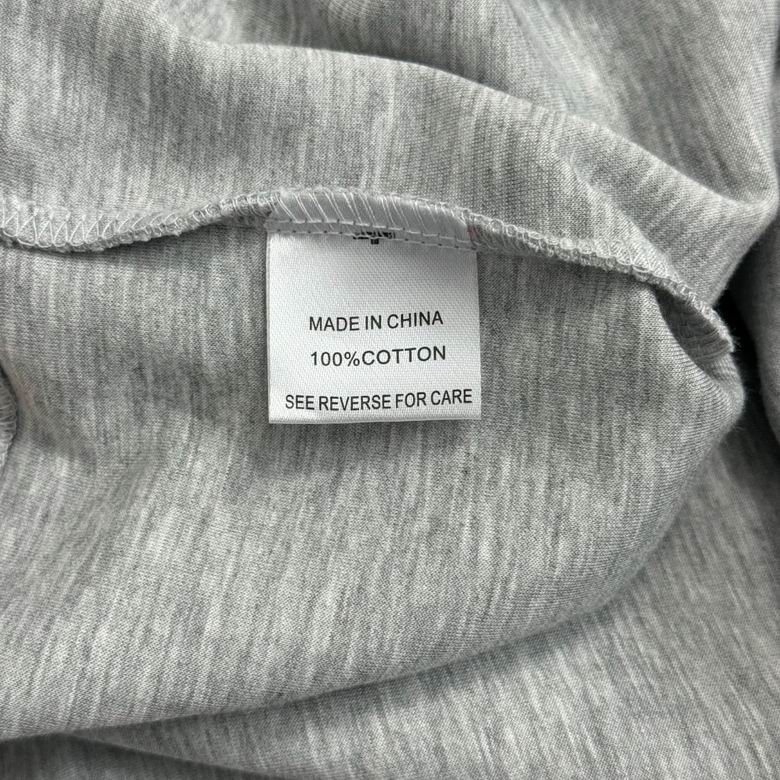 MADE IN CHINA
100%COTTON
SEE REVERSE FOR CARE